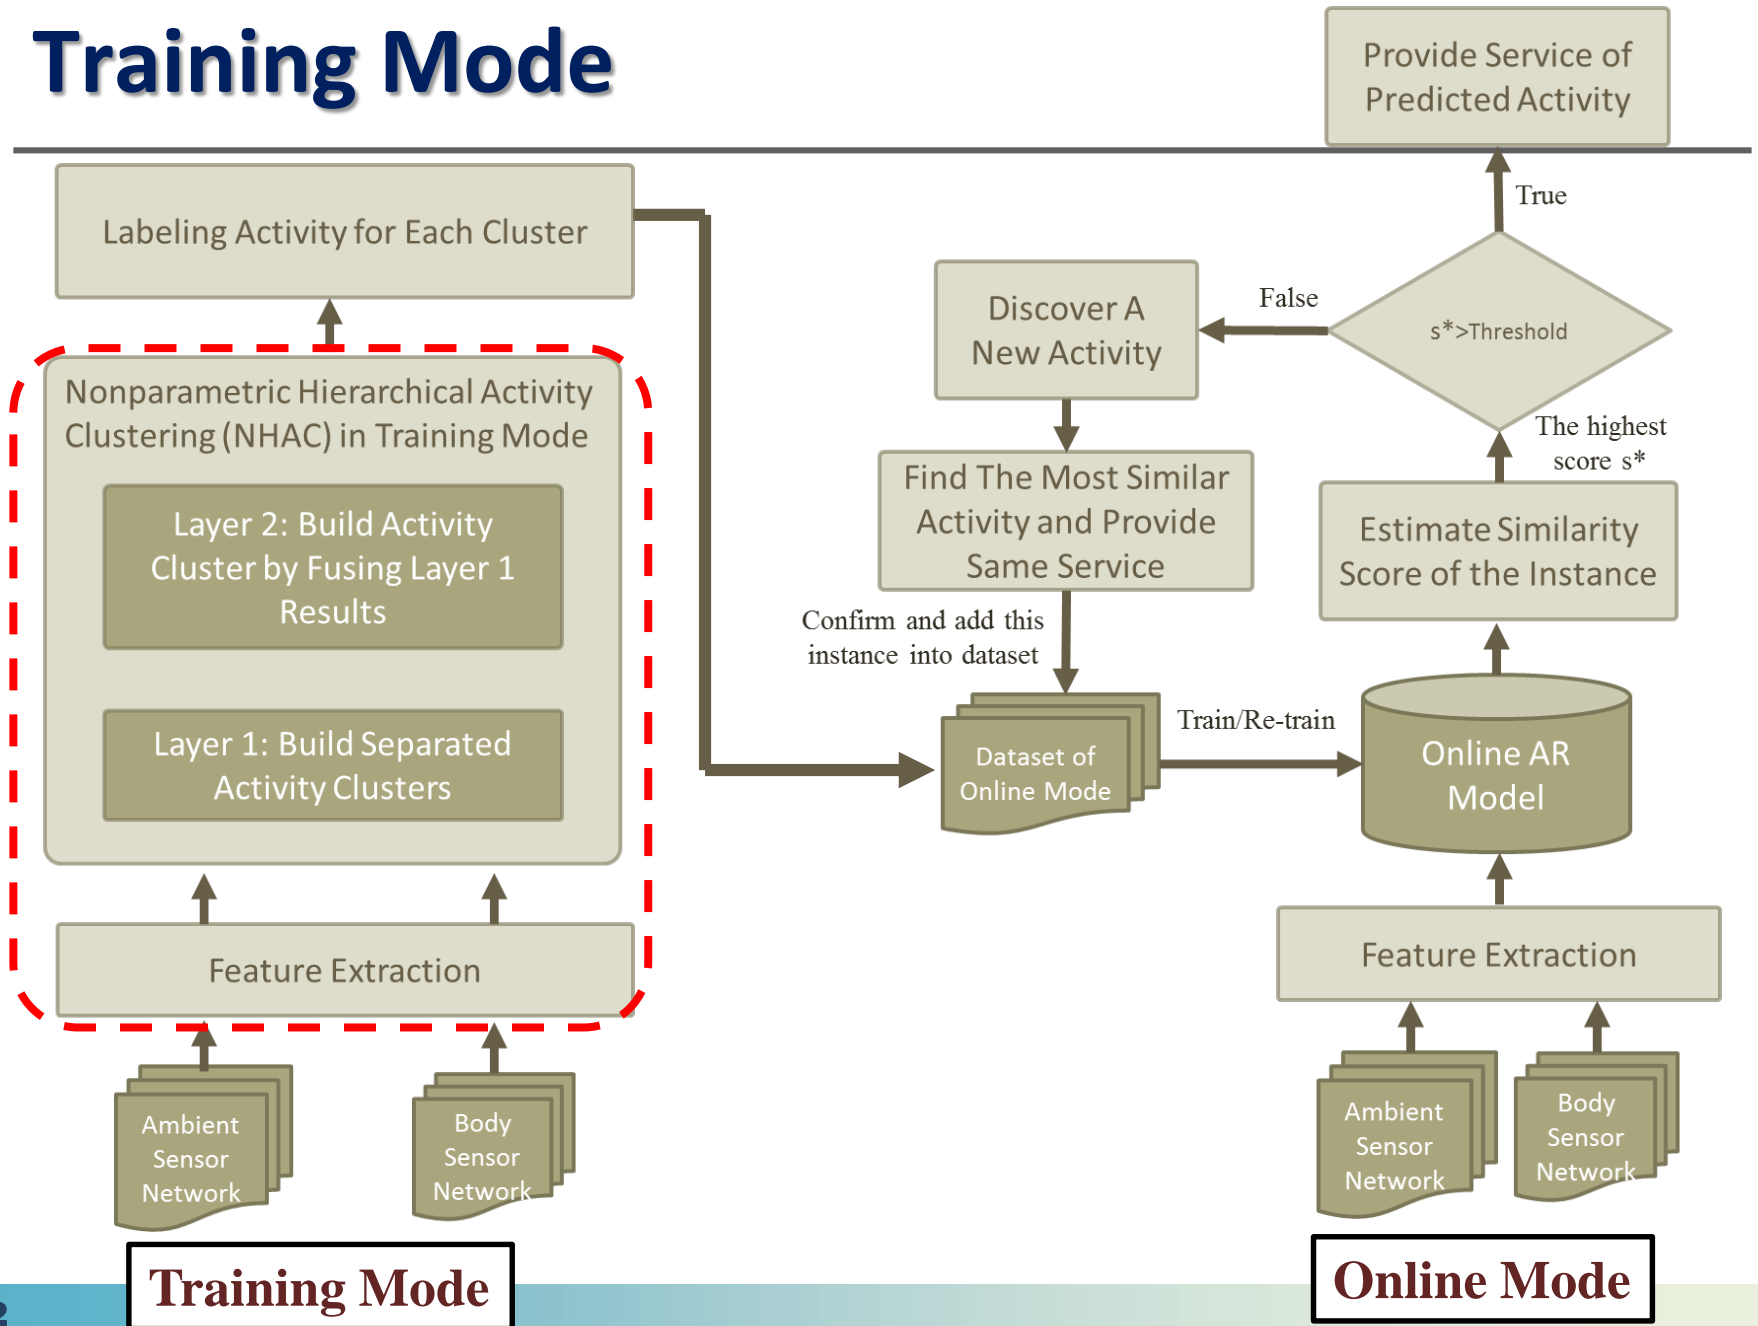 Training Mode
Provide Service of
Predicted Activity
True
Labeling Activity for Each Cluster
Discover A
New Activity
False
s*>Threshold
Nonparametric Hierarchical Activity
Clustering (NHAC) in Training Mode
Layer 2: Build Activity
Cluster by Fusing Layer 1
Results
Layer 1: Build Separated
Activity Clusters
Feature Extraction
Ambient
Sensor
Network
Body
Sensor
Network
Training Mode
The highest
score s*
Find The Most Similar
Activity and Provide
Same Service
Estimate Similarity
Score of the Instance
Confirm and add this
instance into dataset
Dataset of
Online Mode
Train/Re-train
Online AR
Model
Feature Extraction
Ambient
Sensor
Network
Body
Sensor
Network
Online Mode